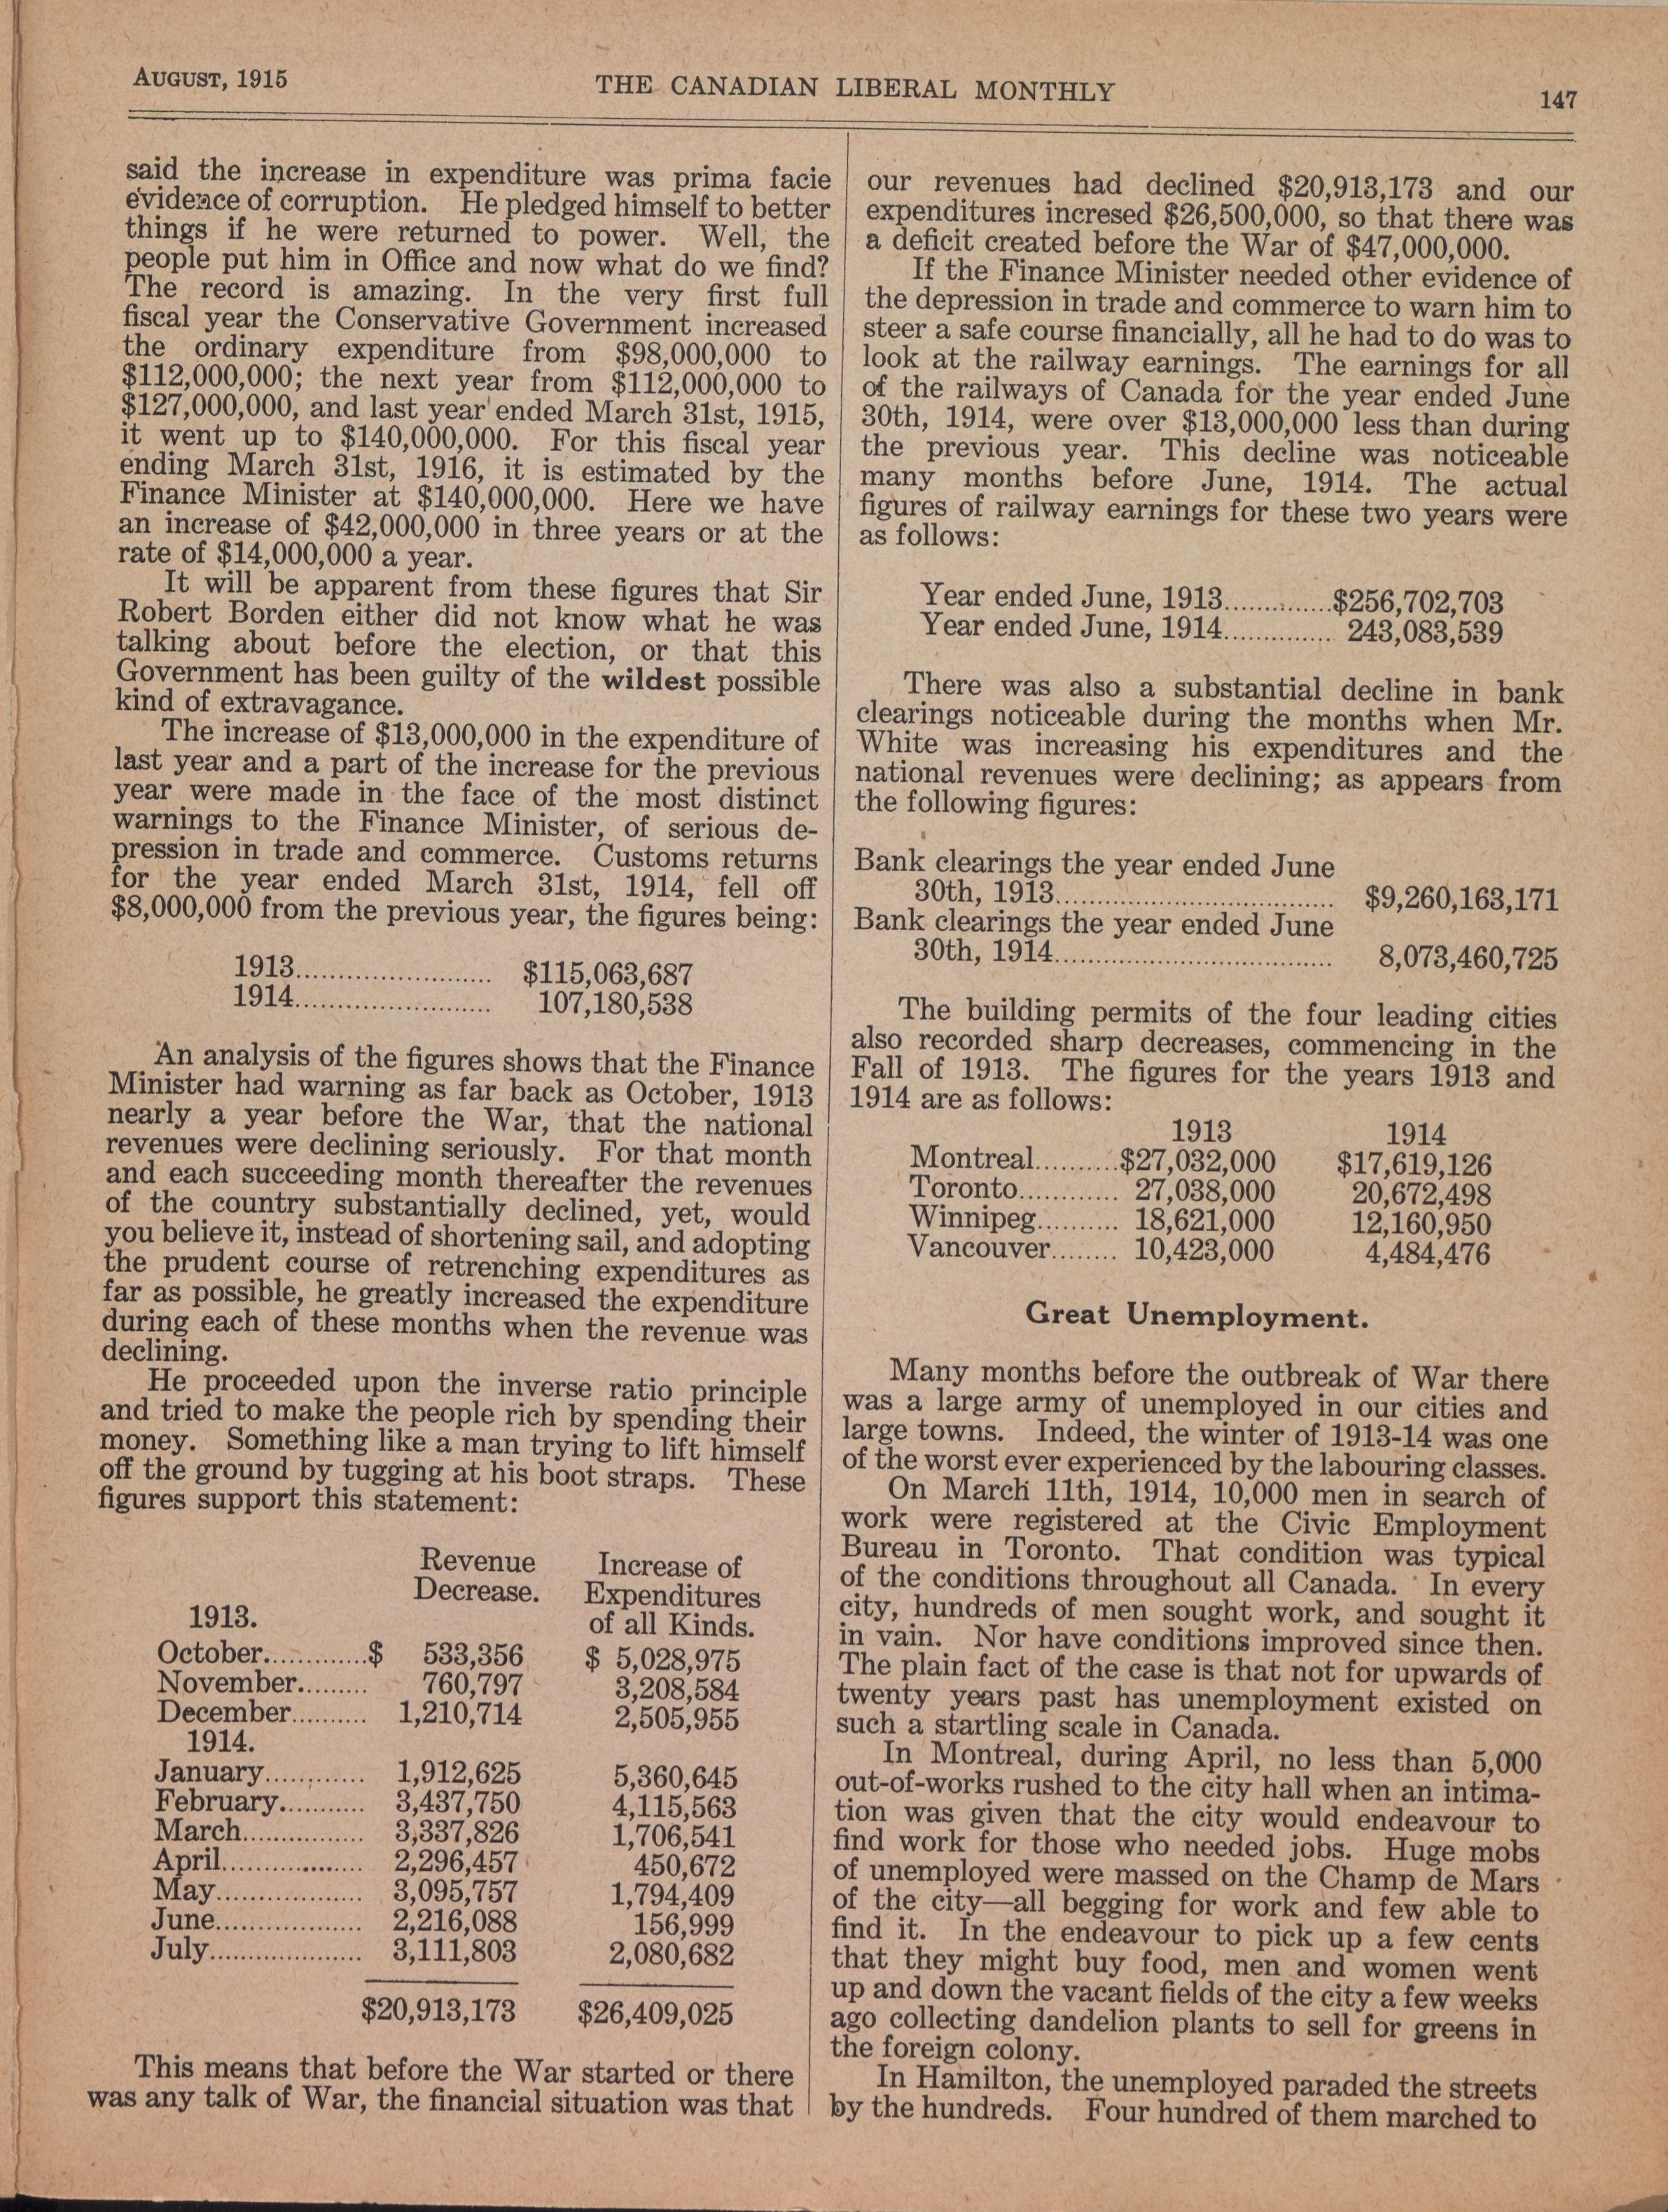 AUGUST, 1915
THE CANADIAN LIBERAL MONTHLY
147
said the increase in expenditure was prima facie
evidence of corruption. He pledged himself to better
things if he were returned to power. Well, the
people put him in Office and now what do we find?
The record is amazing. In the very first full
fiscal year the Conservative Government increased
the ordinary expenditure from $98,000,000 to
$112,000,000; the next year from $112,000,000 to
$127,000,000, and last year ended March 31st, 1915,
it went up to $140,000,000. For this fiscal year
ending March 31st, 1916, it is estimated by the
Finance Minister at $140,000,000. Here we have
an increase of $42,000,000 in three years or at the
rate of $14,000,000 a year.
It will be apparent from these figures that Sir
Robert Borden either did not know what he was
talking about before the election, or that this
Government has been guilty of the wildest possible
kind of extravagance.
The increase of $13,000,000 in the expenditure of
last year and a part of the increase for the previous
year were made in the face of the most distinct
warnings to the Finance Minister, of serious de-
pression in trade and commerce. Customs returns
for the year ended March 31st, 1914, fell off
$8,000,000 from the previous year, the figures being:
1913........................ $115,063,687
1914........................ 107,180,538
An analysis of the figures shows that the Finance
Minister had warning as far back as October, 1913
nearly a year before the War, that the national
revenues were declining seriously. For that month
and each succeeding month thereafter the revenues
of the country substantially declined, yet, would
you believe it, instead of shortening sail, and adopting
the prudent course of retrenching expenditures as
far as possible, he greatly increased the expenditure
during each of these months when the revenue was
declining.
He proceeded upon the inverse ratio principle
and tried to make the people rich by spending their
money. Something like a man trying to lift himself
off the ground by tugging at his boot straps. These
figures support this statement:
Revenue Increase of
Decrease. Expenditures
1913. of all Kinds.
October.............$ 533,356 $ 5,028,975
November......... 760,797 3,208,584
December.......... 1,210,714 2,505,955
1914.
January............ 1,912,625 5,360,645
February........... 3,437,750 4,115,563
March................ 3,337,826 1,706,541
April.................. 2,296,457 450,672
May................... 3,095,757 1,794,409
June................... 2,216,088 156,999
July.................... 3,111,803 2,080,682
$20,913,173 $26,409,025
This means that before the War started or there
was any talk of War, the financial situation was that
our revenues had declined $20,913,173 and our
expenditures incresed $26,500,000, so that there was
a deficit created before the War of $47,000,000.
If the Finance Minister needed other evidence of
the depression in trade and commerce to warn him to
steer a safe course financially, all he had to do was to
look at the railway earnings. The earnings for all
of the railways of Canada for the year ended June
30th, 1914, were over $13,000,000 less than during
the previous year. This decline was noticeable
many months before June, 1914. The actual
figures of railway earnings for these two years were
as follows:
Year ended June, 1913..............$256,702,703
Year ended June, 1914............... 243,083,539
There was also a substantial decline in bank
clearings noticeable during the months when Mr.
White was increasing his expenditures and the
national revenues were declining; as appears from
the following figures:
Bank clearings the year ended June
30th, 1913.................................. $9,260,163,171
Bank clearings the year ended June
30th, 1914.................................. 8,073,460,725
The building permits of the four leading cities
also recorded sharp decreases, commencing in the
Fall of 1913. The figures for the years 1913 and
1914 are as follows:
1913 1914
Montreal..........$27,032,000 $17,619,126
Toronto............ 27,038,000 20,672,498
Winnipeg.......... 18,621,000 12,160,950
Vancouver........ 10,423,000 4,484,476
Great Unemployment.
Many months before the outbreak of War there
was a large army of unemployed in our cities and
large towns. Indeed, the winter of 1913-14 was one
of the worst ever experienced by the labouring classes.
On March 11th, 1914, 10,000 men in search of
work were registered at the Civic Employment
Bureau in Toronto. That condition was typical
of the conditions throughout all Canada. In every
city, hundreds of men sought work, and sought it
in vain. Nor have conditions improved since then.
The plain fact of the case is that not for upwards of
twenty years past has unemployment existed on
such a startling scale in Canada.
In Montreal, during April, no less than 5,000
out-of-works rushed to the city hall when an intima-
tion was given that the city would endeavour to
find work for those who needed jobs. Huge mobs
of unemployed were massed on the Champ de Mars
of the city—all begging for work and few able to
find it. In the endeavour to pick up a few cents
that they might buy food, men and women went
up and down the vacant fields of the city a few weeks
ago collecting dandelion plants to sell for greens in
the foreign colony.
In Hamilton, the unemployed paraded the streets
by the hundreds. Four hundred of them marched to